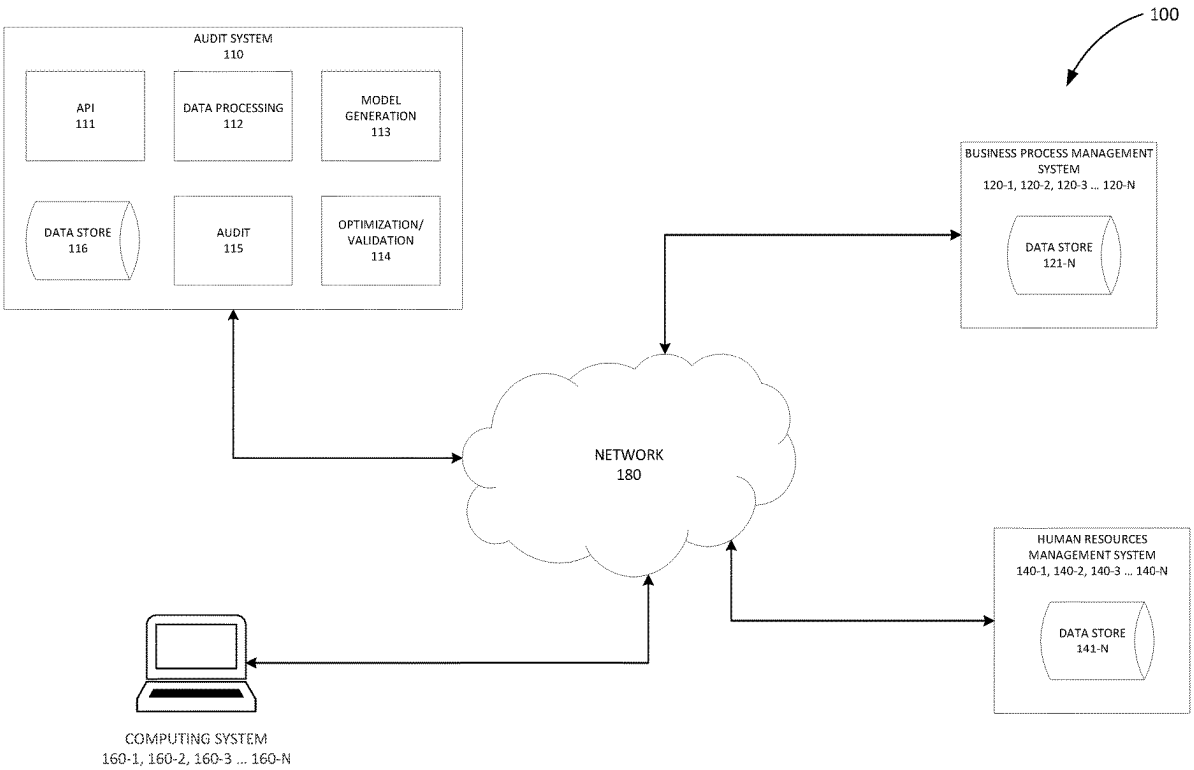 100
AUDIT SYSTEM
110
API
111
DATA PROCESSING
112
MODEL
GENERATION
113
DATA STORE
116
AUDIT
115
OPTIMIZATION/
VALIDATION
114
BUSINESS PROCESS MANAGEMENT
SYSTEM
120-1, 120-2, 120-3 ... 120-N
DATA STORE
121-N
NETWORK
180
HUMAN RESOURCES
MANAGEMENT SYSTEM
140-1, 140-2, 140-3 ... 140-N
DATA STORE
141-N
COMPUTING SYSTEM
160-1, 160-2, 160-3 ... 160-N